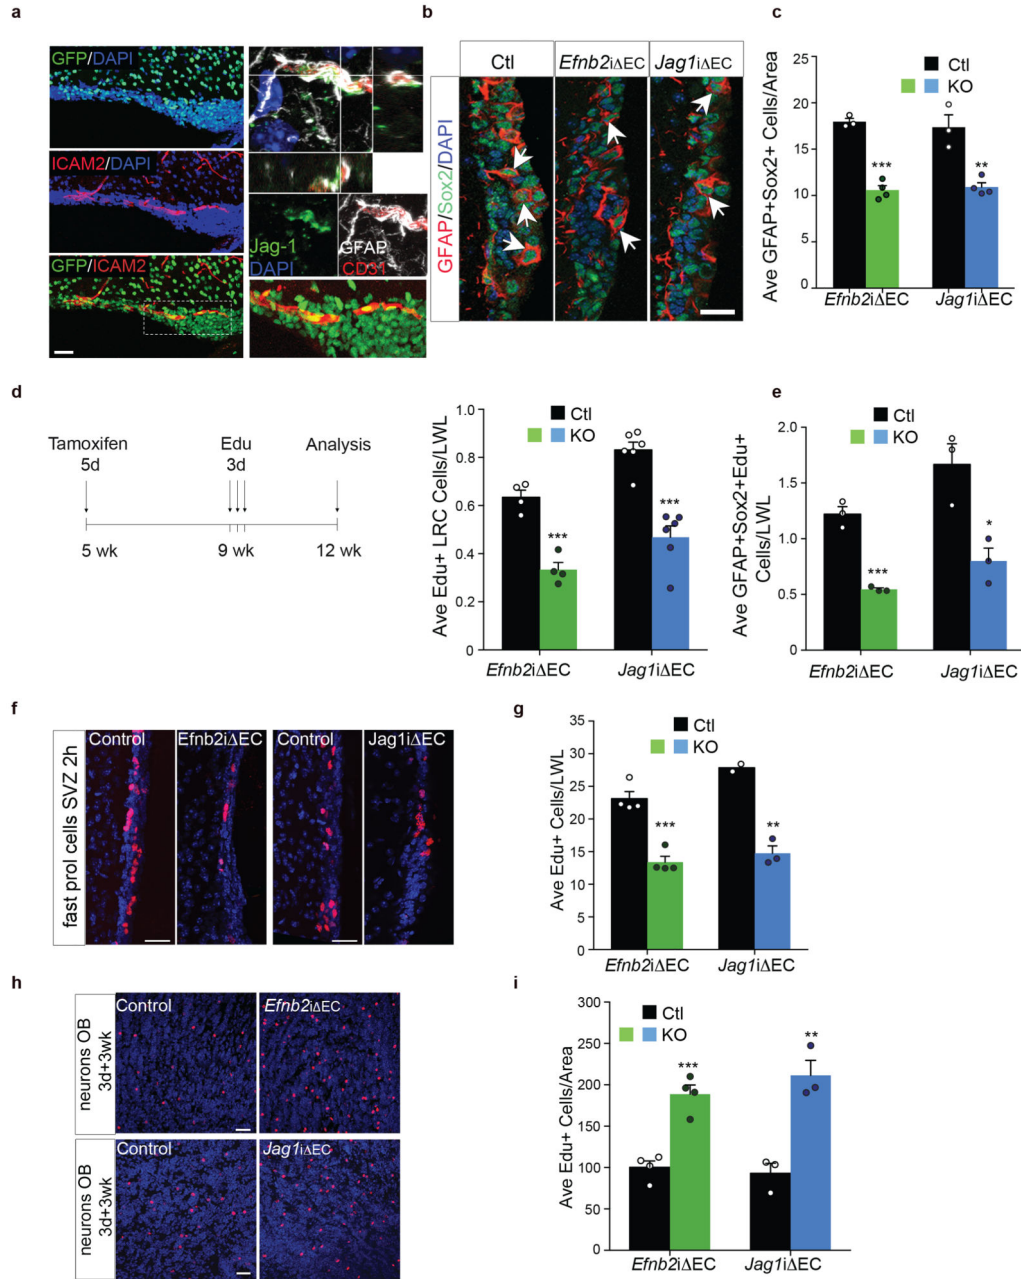 a
GFP/DAPI
ICAM2/DAPI
GFP/ICAM2
Jag-1
DAPI
GFAP
CD31
b
Ctl
Efnb2iΔEC
Jag1iΔEC
GFAP/Sox2/DAPI
c
Ave GFAP+Sox2+ Cells/Area
25
20
15
10
5
0
Ctl
KO
***
**
Efnb2iΔEC
Jag1iΔEC
d
Tamoxifen
5d
Edu
3d
Analysis
5 wk
9 wk
12 wk
Ave Edu+ LRC Cells/LWL
1.0
0.8
0.6
0.4
0.2
0
Ctl
KO
***
***
Efnb2iΔEC
Jag1iΔEC
e
Ave GFAP+Sox2+Edu+
Cells/LWL
2.0
1.5
1.0
0.5
0
Ctl
KO
***
*
Efnb2iΔEC
Jag1iΔEC
f
fast prol cells SVZ 2h
Control
Efnb2iΔEC
Control
Jag1iΔEC
g
Ave Edu+ Cells/LWL
35
30
25
20
15
10
5
0
Ctl
KO
***
**
Efnb2iΔEC
Jag1iΔEC
h
neurons OB
3d+3wk
Control
Efnb2iΔEC
neurons OB
3d+3wk
Control
Jag1iΔEC
i
Ave Edu+ Cells/Area
300
250
200
150
100
50
0
Ctl
KO
***
**
Efnb2iΔEC
Jag1iΔEC